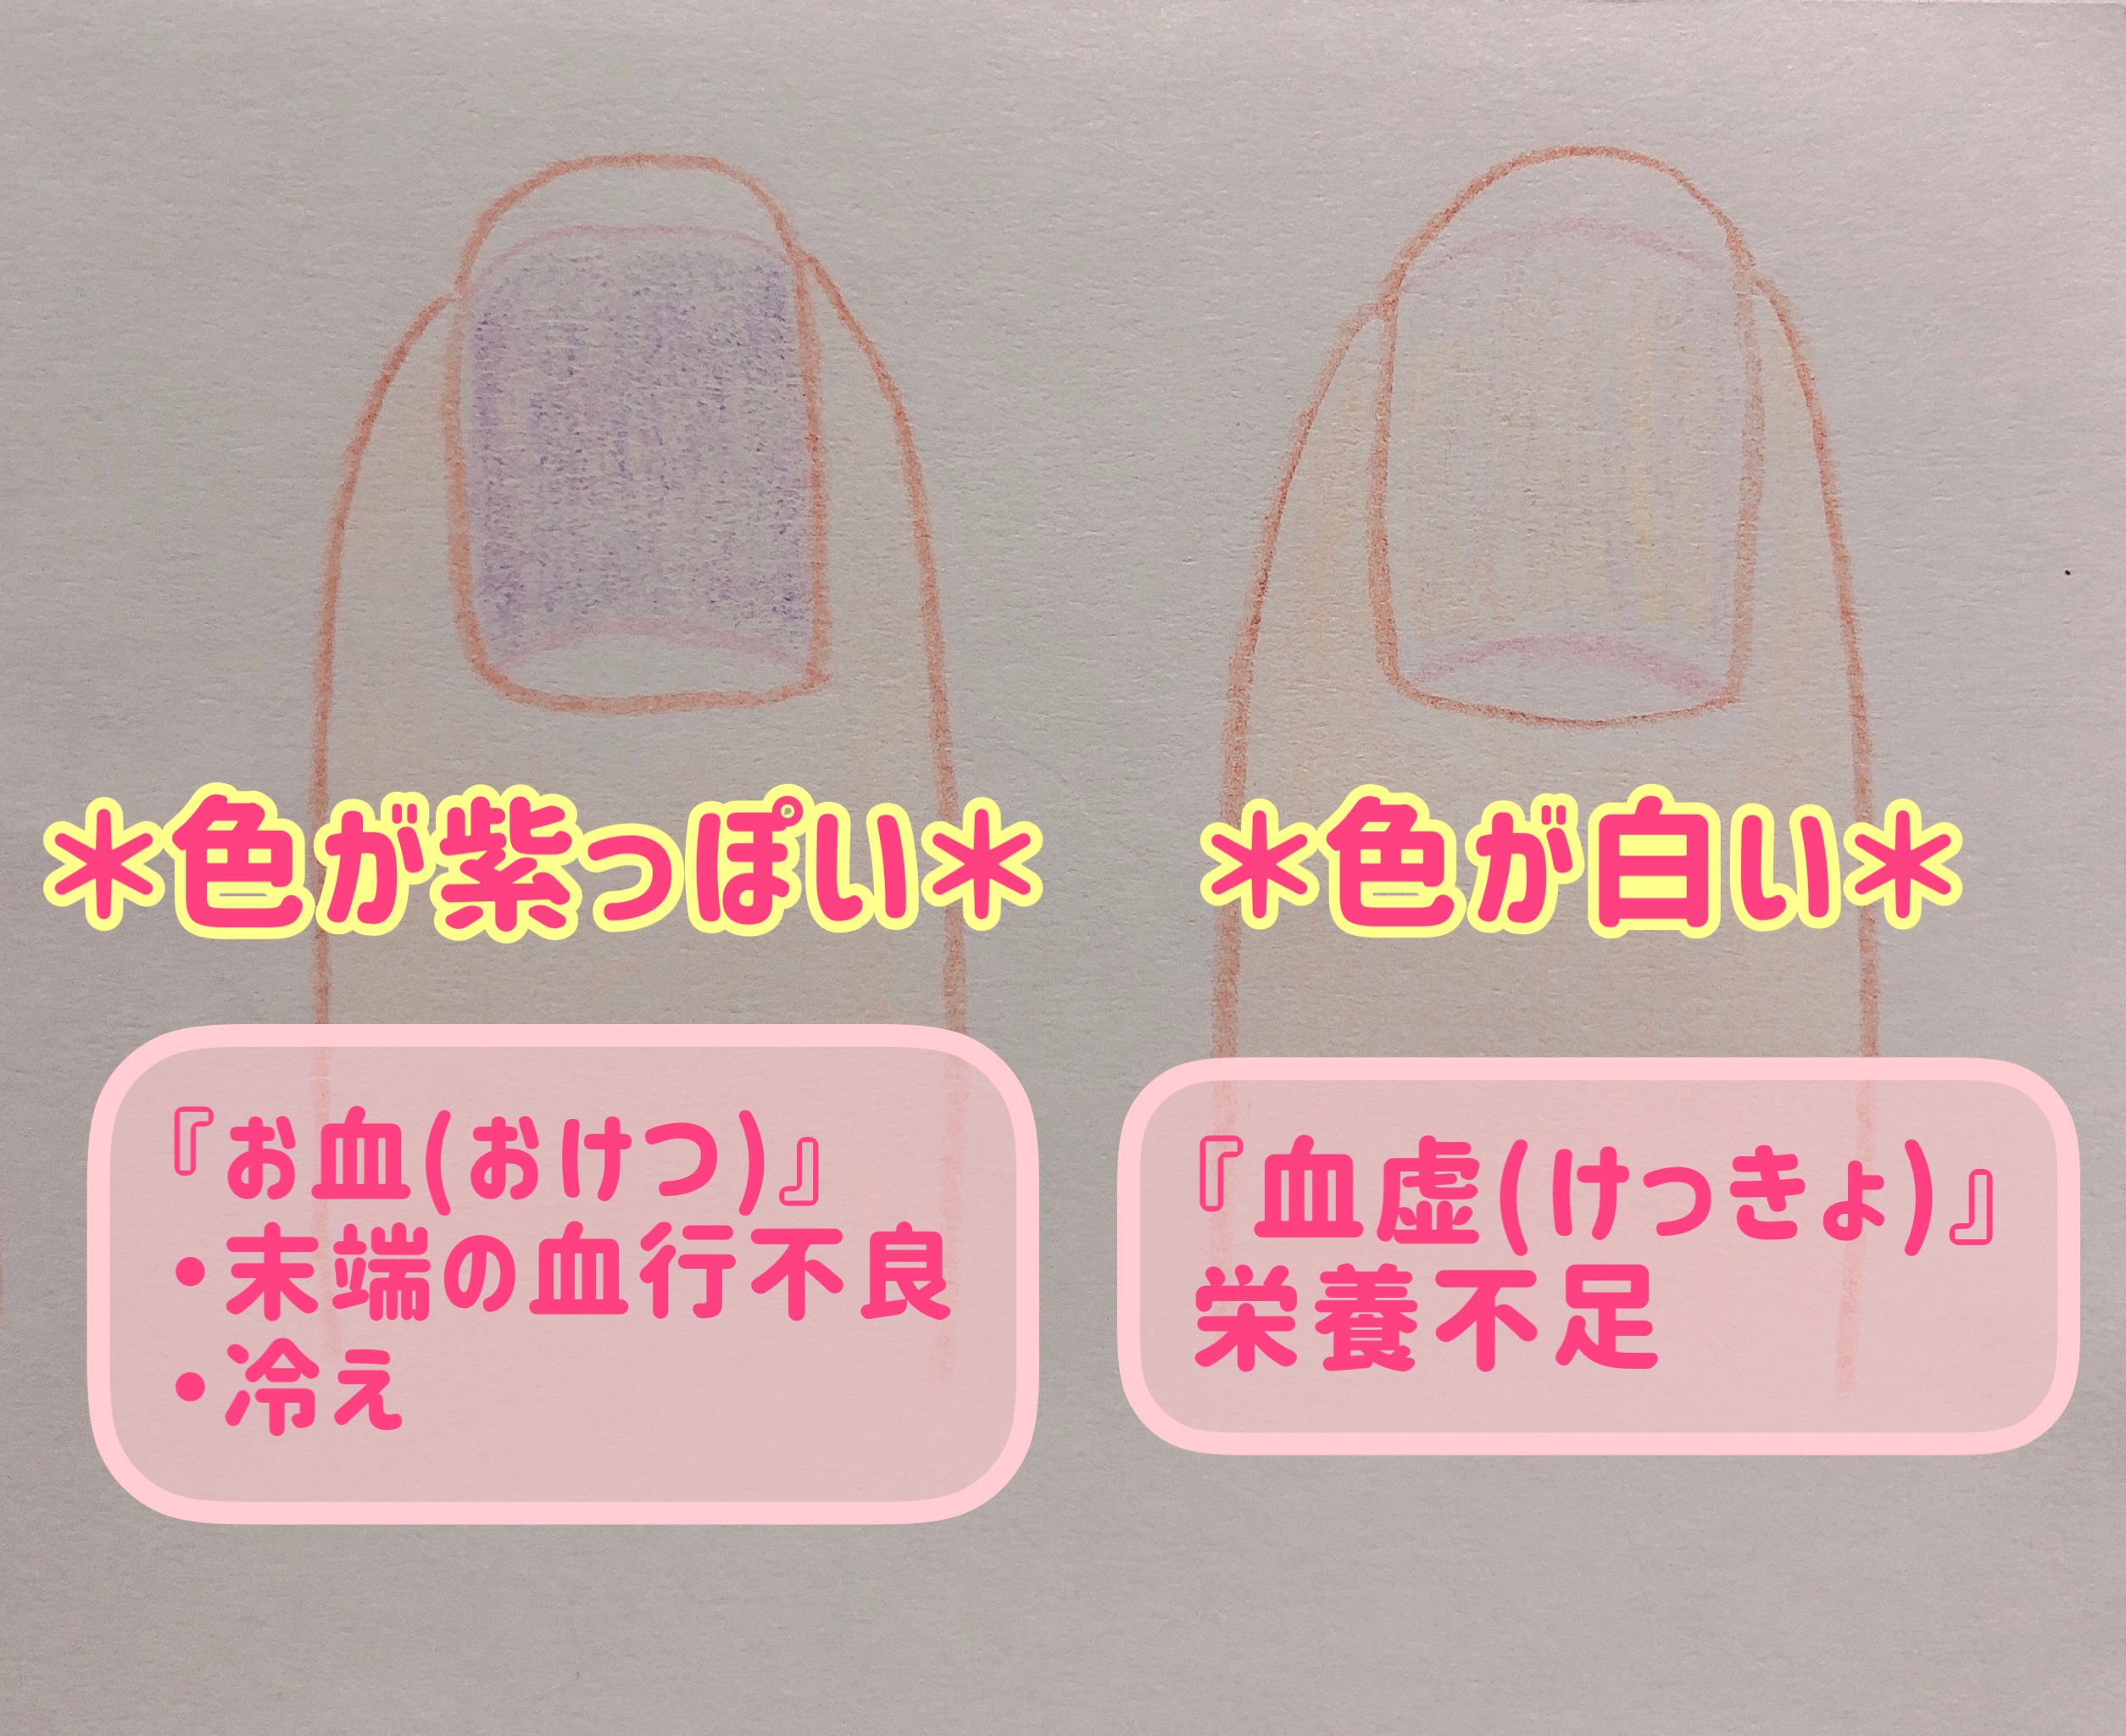 *色が紫っぽい*
『お血(おけつ)』
・末端の血行不良
・冷え
*色が白い*
『血虚(けっきょ)』
栄養不足